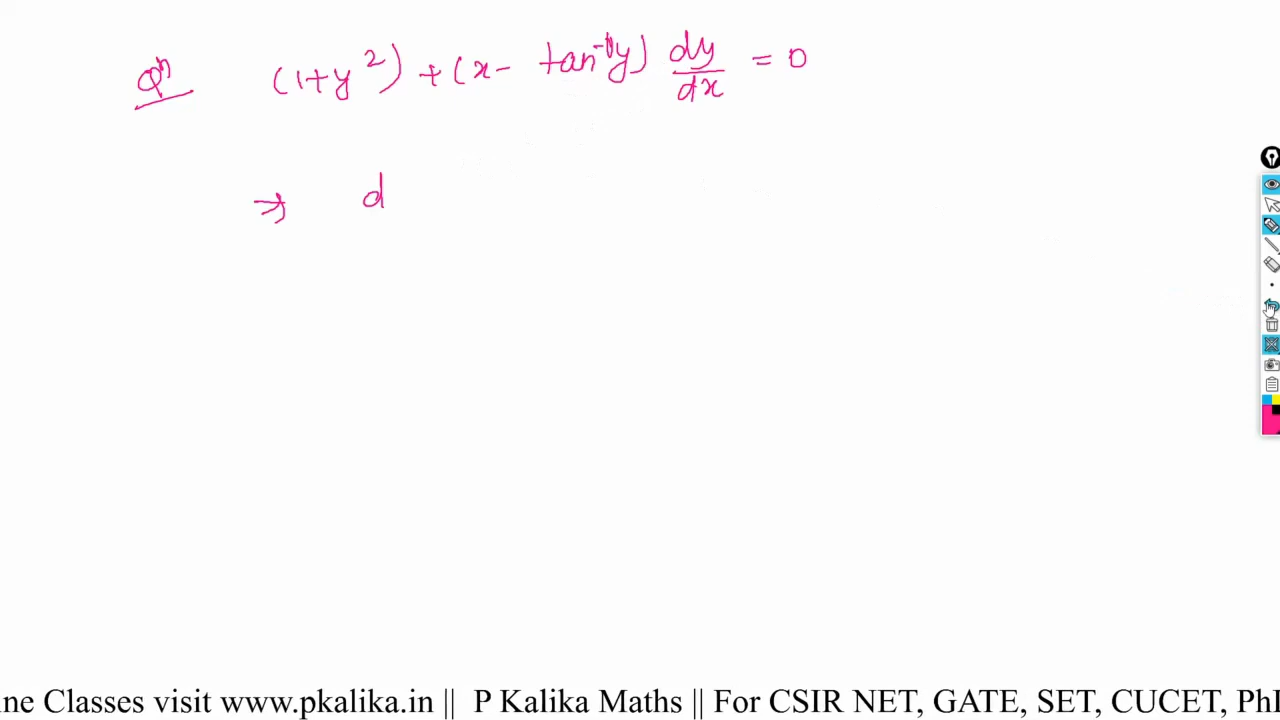 Qⁿ (1+y²) + (x - tan⁻¹y) dy/dx = 0
⇒ d
ne Classes visit www.pkalika.in || P Kalika Maths || For CSIR NET, GATE, SET, CUCET, PhD